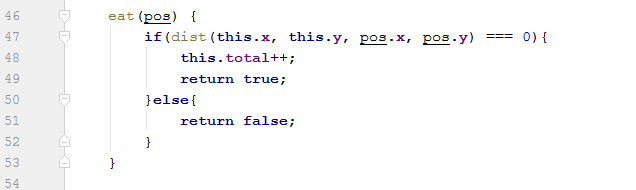 46 eat(pos) {
47 if(dist(this.x, this.y, pos.x, pos.y) === 0){
48 this.total++;
49 return true;
50 }else{
51 return false;
52 }
53 }
54